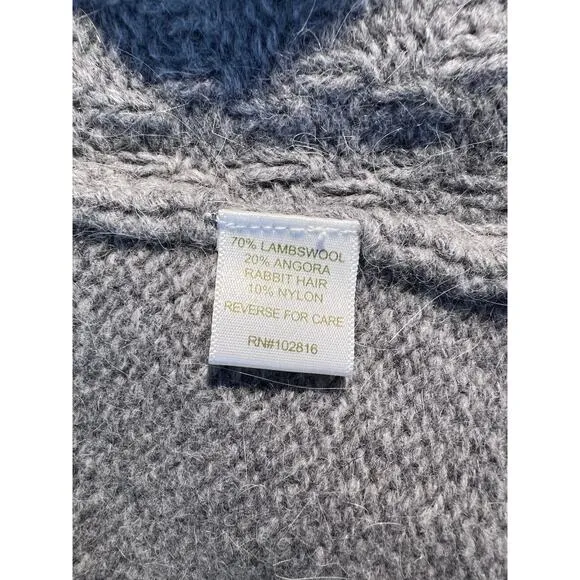 70% LAMBSWOOL
20% ANGORA
RABBIT HAIR
10% NYLON
REVERSE FOR CARE
RN#102816